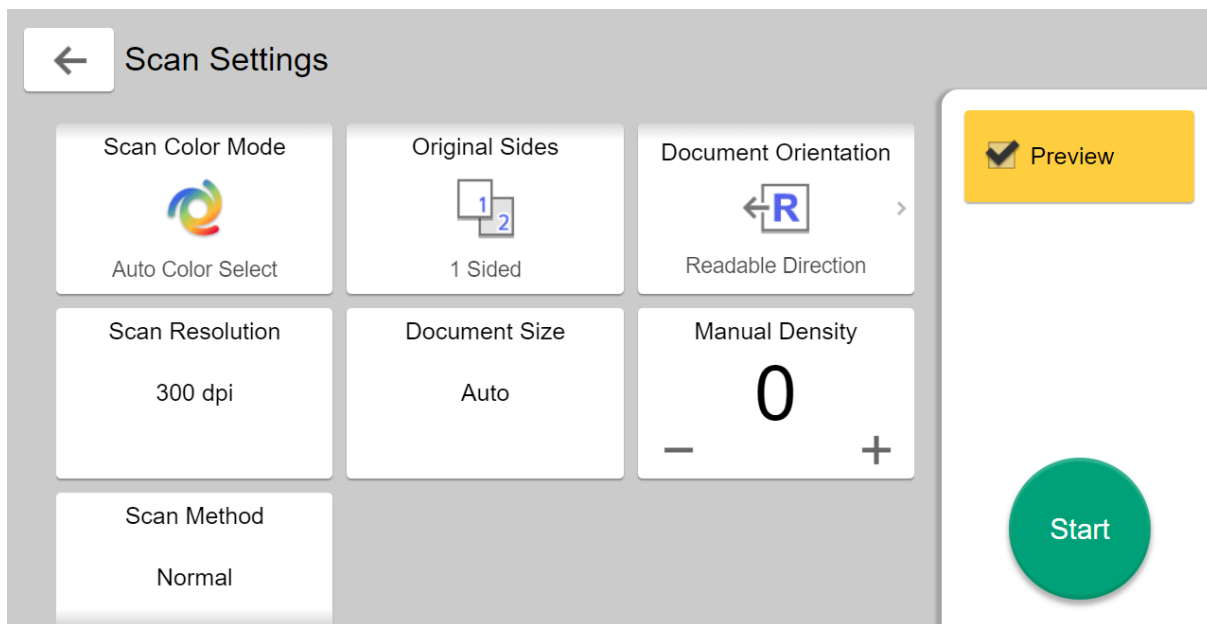 Scan Settings
Scan Color Mode
Auto Color Select
Original Sides
1
2
1 Sided
Document Orientation
R
Readable Direction
Preview
Scan Resolution
300 dpi
Document Size
Auto
Manual Density
0
− +
Scan Method
Normal
Start